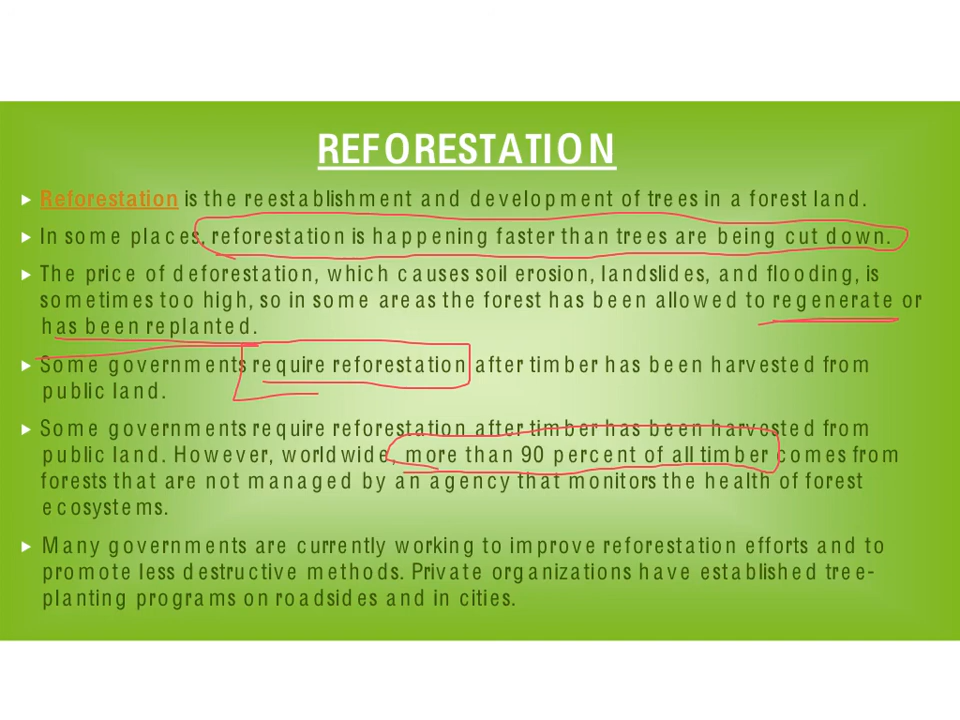 REFORESTATION
Reforestation is the reestablishment and development of trees in a forest land.
In some places, reforestation is happening faster than trees are being cut down.
The price of deforestation, which causes soil erosion, landslides, and flooding, is
sometimes too high, so in some areas the forest has been allowed to regenerate or
has been replanted.
Some governments require reforestation after timber has been harvested from
public land.
Some governments require reforestation after timber has been harvested from
public land. However, worldwide, more than 90 percent of all timber comes from
forests that are not managed by an agency that monitors the health of forest
ecosystems.
Many governments are currently working to improve reforestation efforts and to
promote less destructive methods. Private organizations have established tree-
planting programs on roadsides and in cities.